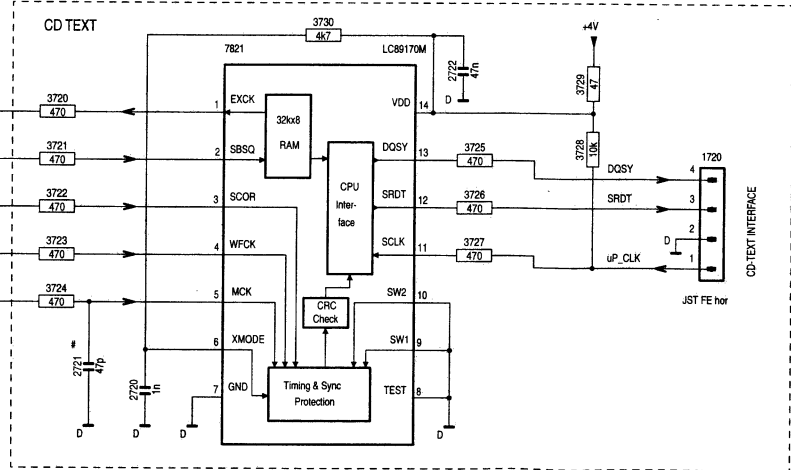 CD TEXT
3730
4k7
7821
LC89170M
2722
47n
D
+4V
3729
47
3728
10k
3720
470
1
EXCK
32kx8
RAM
VDD
14
3721
470
2
SBSQ
CPU
Inter-
face
DQSY
13
3725
470
DQSY
1720
4
3722
470
3
SCOR
SRDT
12
3726
470
SRDT
3
D
2
3723
470
4
WFCK
SCLK
11
3727
470
uP_CLK
1
CD-TEXT INTERFACE
JST FE hor
3724
470
5
MCK
CRC
Check
SW2
10
#
2721
47p
D
6
XMODE
SW1
9
2720
1n
D
7
GND
D
Timing & Sync
Protection
TEST
8
D